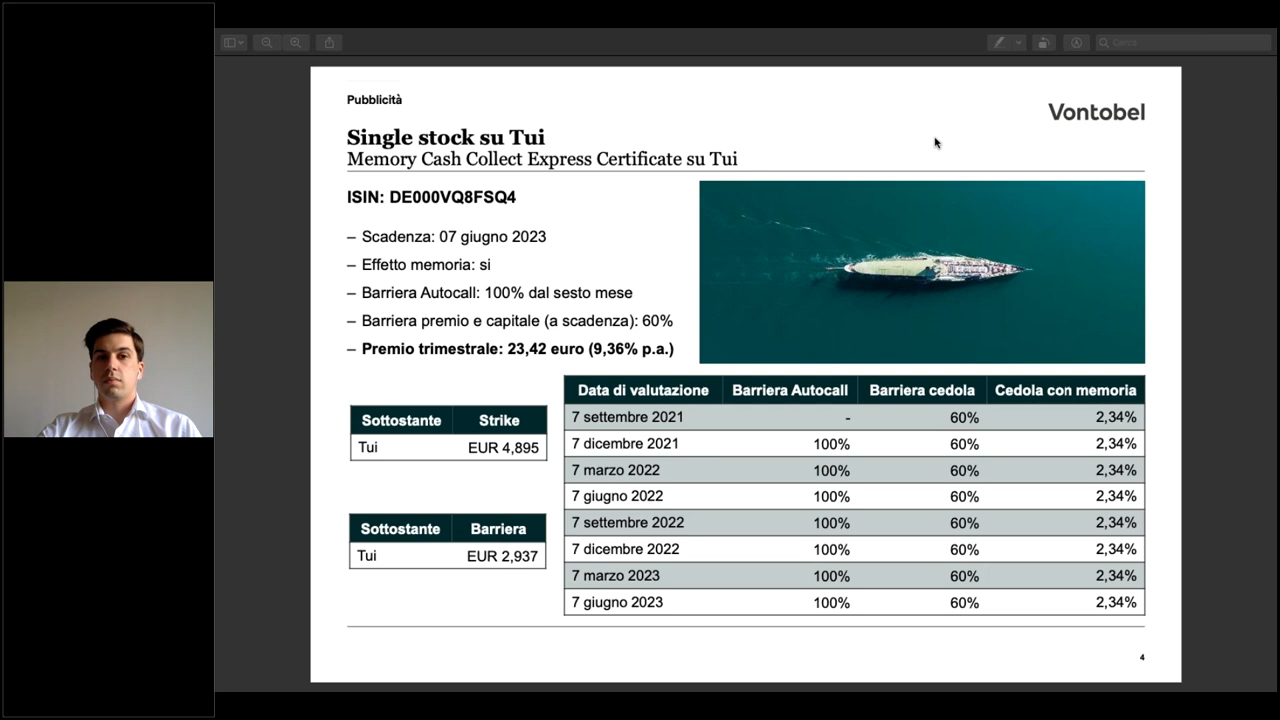 Cerca
Pubblicità
Vontobel
Single stock su Tui
Memory Cash Collect Express Certificate su Tui
ISIN: DE000VQ8FSQ4
– Scadenza: 07 giugno 2023
– Effetto memoria: si
– Barriera Autocall: 100% dal sesto mese
– Barriera premio e capitale (a scadenza): 60%
– Premio trimestrale: 23,42 euro (9,36% p.a.)
Sottostante Strike
Tui EUR 4,895
Sottostante Barriera
Tui EUR 2,937
Data di valutazione Barriera Autocall Barriera cedola Cedola con memoria
7 settembre 2021 - 60% 2,34%
7 dicembre 2021 100% 60% 2,34%
7 marzo 2022 100% 60% 2,34%
7 giugno 2022 100% 60% 2,34%
7 settembre 2022 100% 60% 2,34%
7 dicembre 2022 100% 60% 2,34%
7 marzo 2023 100% 60% 2,34%
7 giugno 2023 100% 60% 2,34%
4